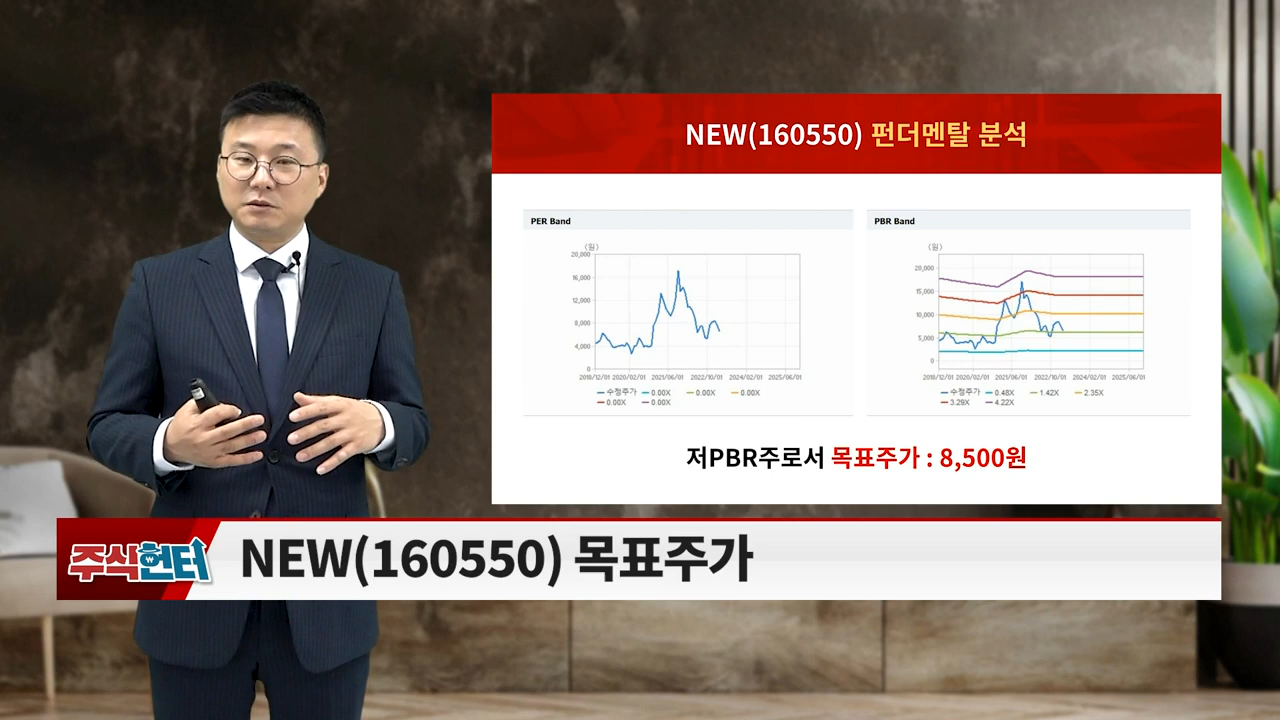 NEW(160550) 펀더멘탈 분석
PER Band
PBR Band
(원)
20,000
16,000
12,000
8,000
4,000
0
2018/12/01 2020/02/01 2021/06/01 2022/10/01 2024/02/01 2025/06/01
수정주가 0.00X 0.00X 0.00X
0.00X 0.00X
(원)
20,000
15,000
10,000
5,000
0
2018/12/01 2020/02/01 2021/06/01 2022/10/01 2024/02/01 2025/06/01
수정주가 0.48X 1.42X 2.35X
3.29X 4.22X
저PBR주로서 목표주가 : 8,500원
주식헌터
NEW(160550) 목표주가